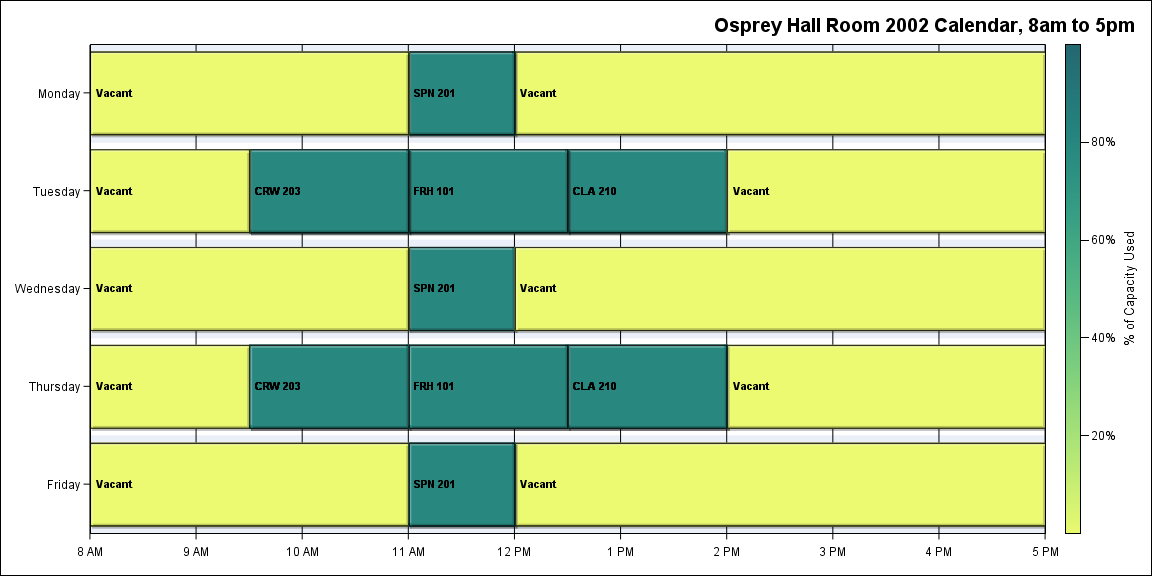 Osprey Hall Room 2002 Calendar, 8am to 5pm
Monday
Vacant
SPN 201
Vacant
Tuesday
Vacant
CRW 203
FRH 101
CLA 210
Vacant
Wednesday
Vacant
SPN 201
Vacant
Thursday
Vacant
CRW 203
FRH 101
CLA 210
Vacant
Friday
Vacant
SPN 201
Vacant
8 AM
9 AM
10 AM
11 AM
12 PM
1 PM
2 PM
3 PM
4 PM
5 PM
80%
60%
40%
20%
% of Capacity Used